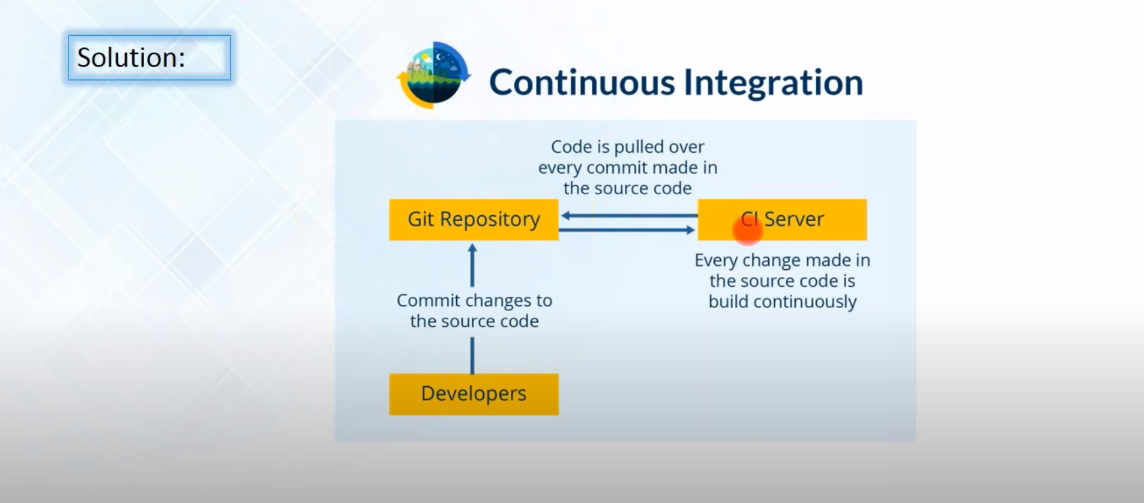 Solution:
Continuous Integration
Code is pulled over
every commit made in
the source code
Git Repository
CI Server
Every change made in
the source code is
build continuously
Commit changes to
the source code
Developers